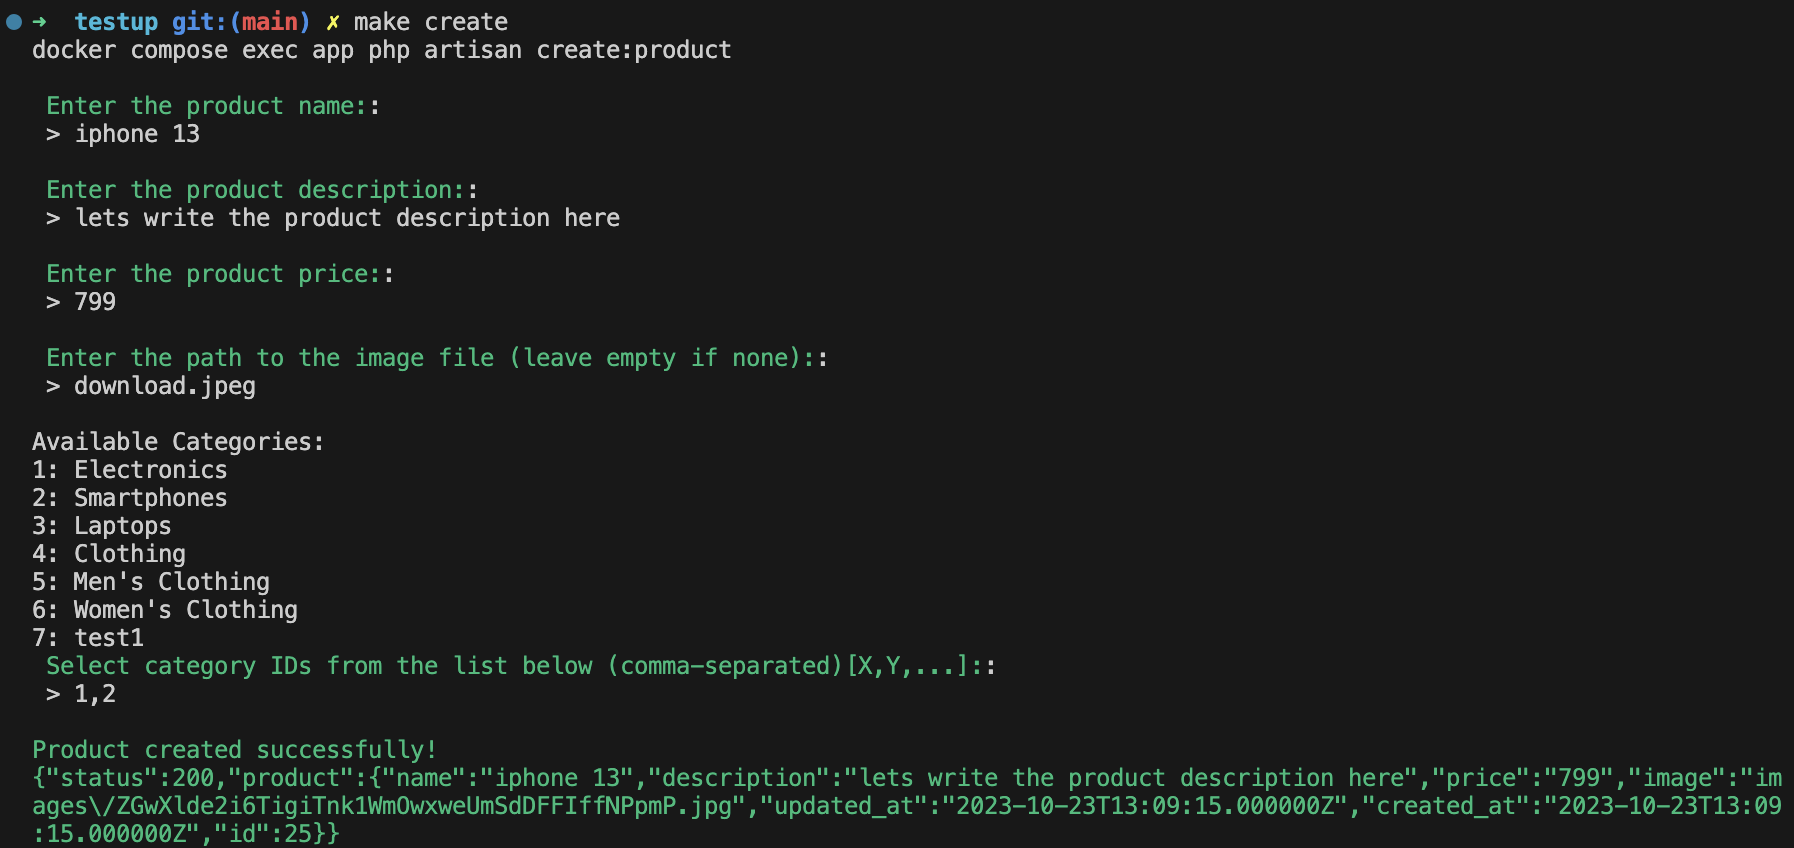 ➜  testup git:(main) ✗ make create
docker compose exec app php artisan create:product
Enter the product name::
> iphone 13
Enter the product description::
> lets write the product description here
Enter the product price::
> 799
Enter the path to the image file (leave empty if none)::
> download.jpeg
Available Categories:
1: Electronics
2: Smartphones
3: Laptops
4: Clothing
5: Men's Clothing
6: Women's Clothing
7: test1
Select category IDs from the list below (comma-separated)[X,Y,...]::
> 1,2
Product created successfully!
{"status":200,"product":{"name":"iphone 13","description":"lets write the product description here","price":"799","image":"im
ages\/ZGwXlde2i6TigiTnk1WmOwxweUmSdDFFIffNPpmP.jpg","updated_at":"2023-10-23T13:09:15.000000Z","created_at":"2023-10-23T13:09
:15.000000Z","id":25}}